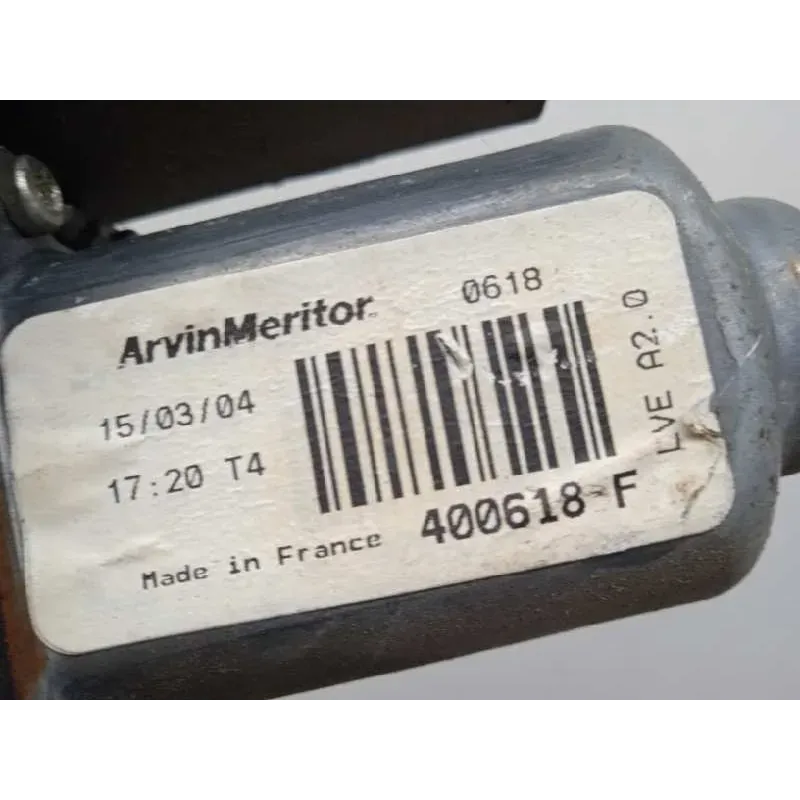 ArvinMeritor
0618
15/03/04
17:20 T4
LVE A2.0
400618-F
Made in France